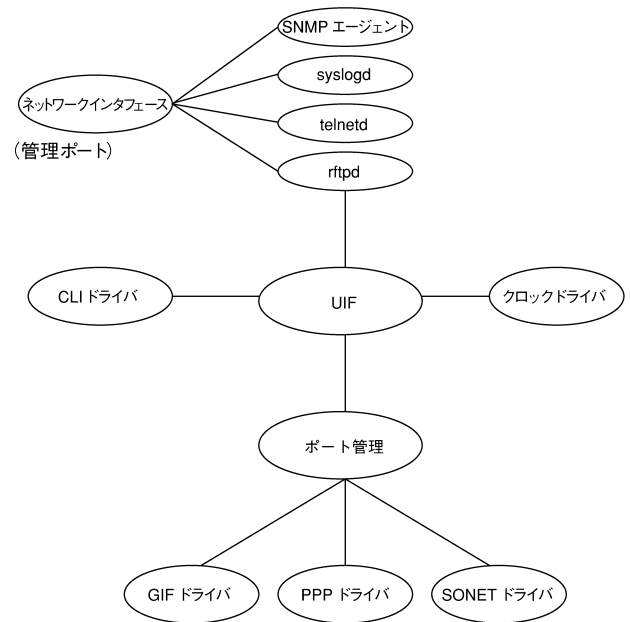 SNMP エージェント
syslogd
ネットワークインタフェース
telnetd
(管理ポート)
rftpd
CLI ドライバ
UIF
クロックドライバ
ポート管理
GIF ドライバ
PPP ドライバ
SONET ドライバ